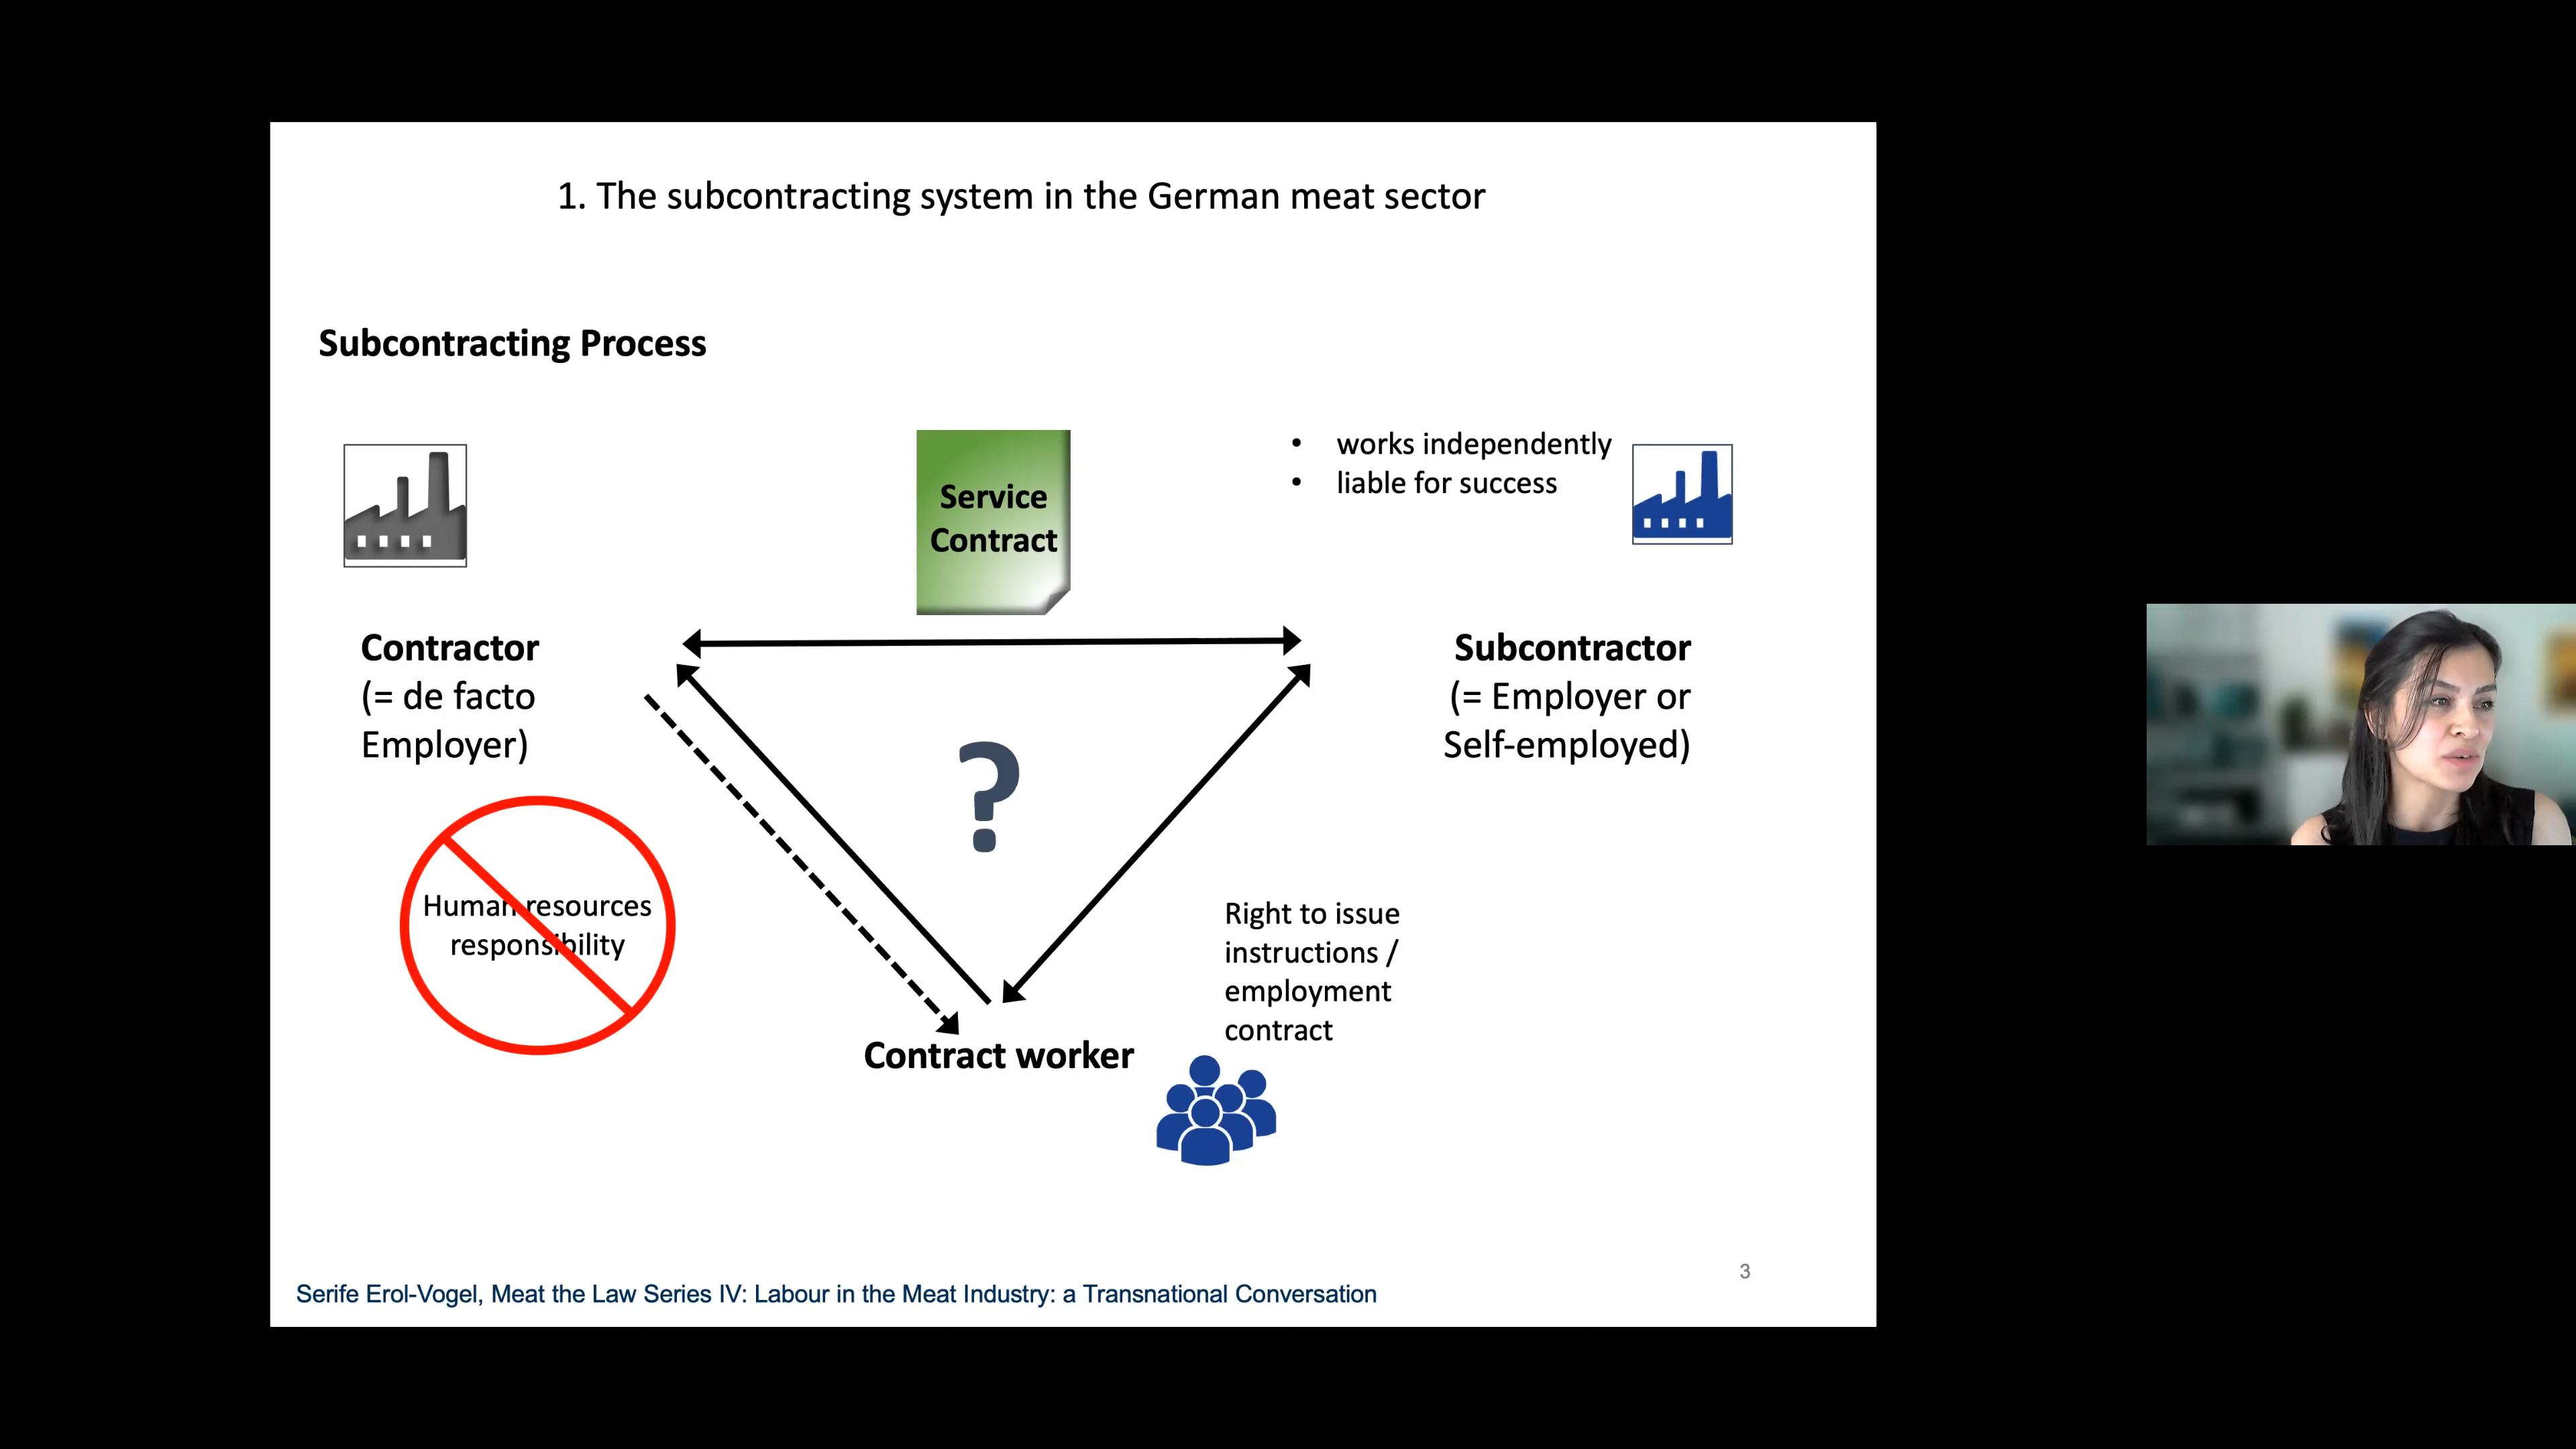 1. The subcontracting system in the German meat sector
Subcontracting Process
Service
Contract
• works independently
• liable for success
Contractor
(= de facto
Employer)
Subcontractor
(= Employer or
Self-employed)
?
Human resources
responsibility
Right to issue
instructions /
employment
contract
Contract worker
3
Serife Erol-Vogel, Meat the Law Series IV: Labour in the Meat Industry: a Transnational Conversation